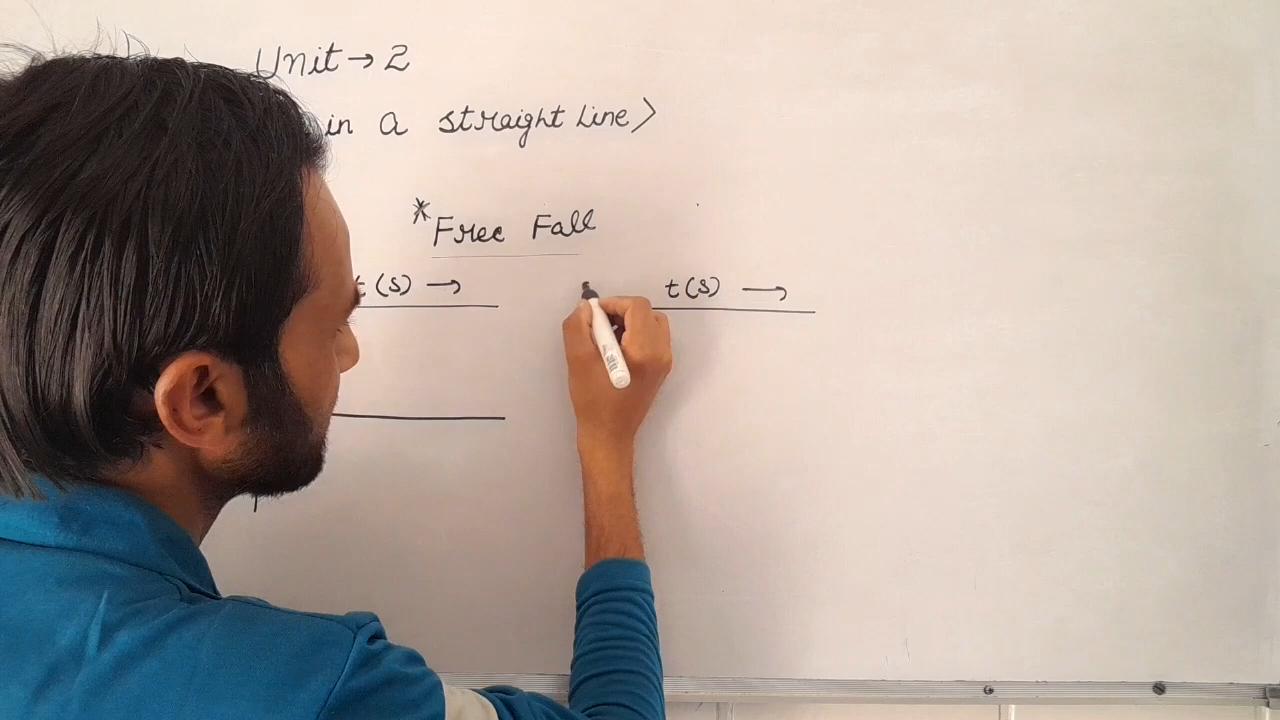 Unit → 2
in a straight Line >
* Free Fall
t(s) → t(s) →